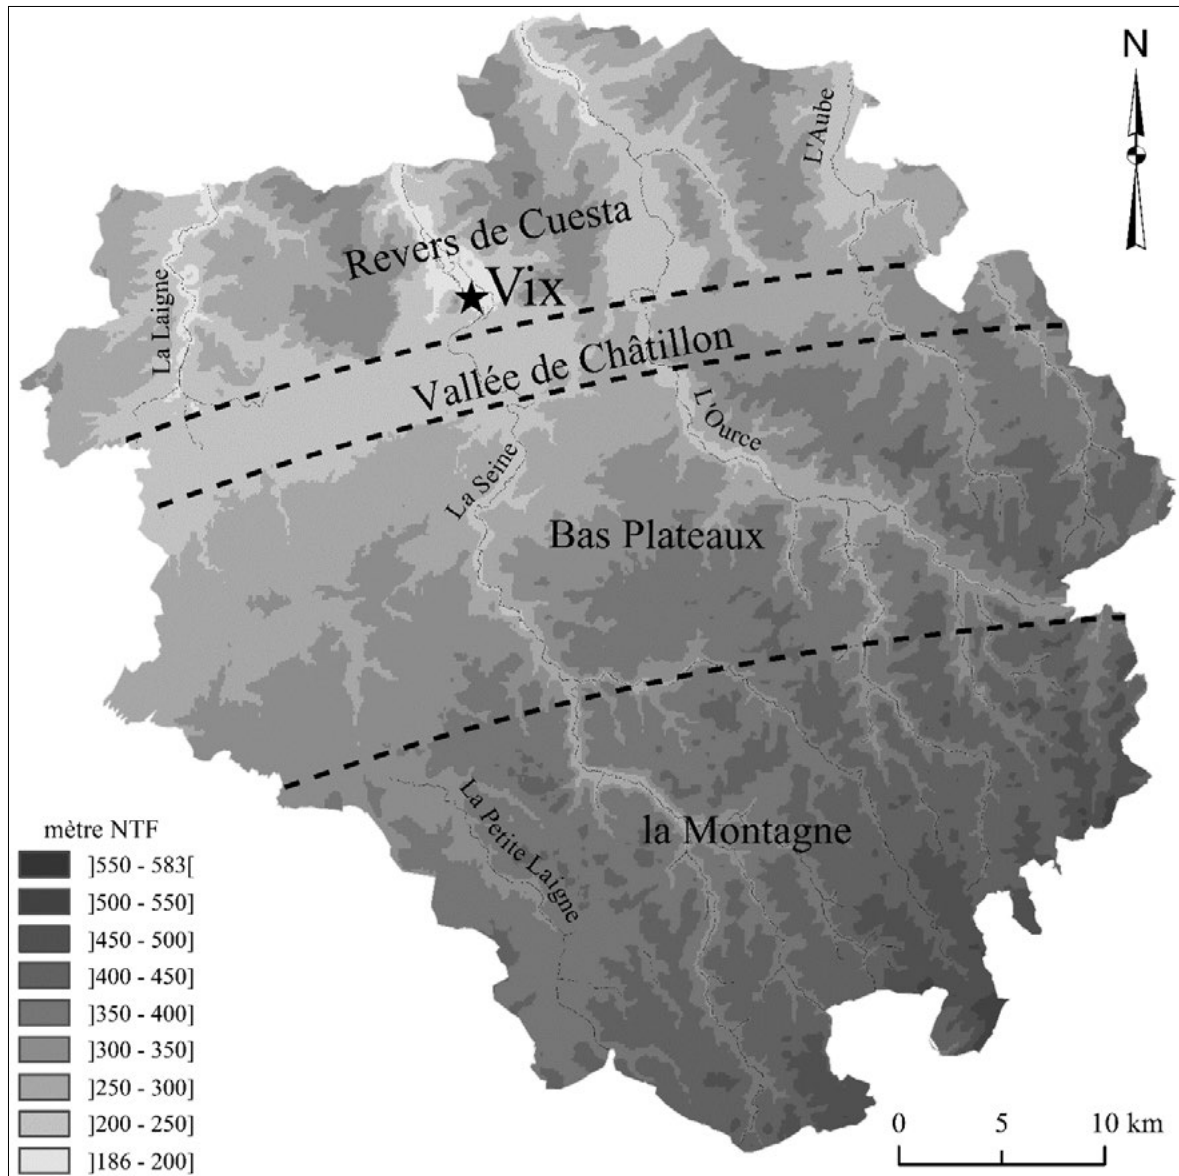 N
L'Aube
Revers de Cuesta
Vix
La Laigne
Vallée de Châtillon
L'Ource
La Seine
Bas Plateaux
La Petite Laigne
la Montagne
mètre NTF
]550 - 583[
]500 - 550]
]450 - 500]
]400 - 450]
]350 - 400]
]300 - 350]
]250 - 300]
]200 - 250]
]186 - 200]
0 5 10 km